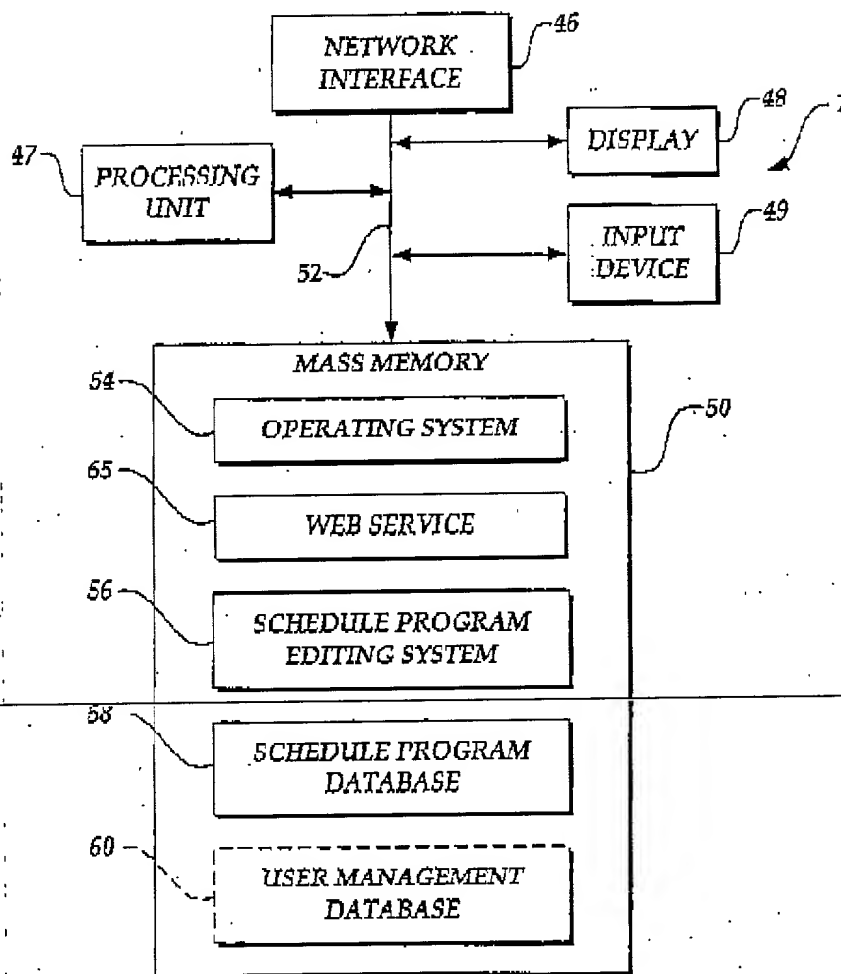 NETWORK
INTERFACE
46
48
DISPLAY
7
47
PROCESSING
UNIT
49
INPUT
DEVICE
52
MASS MEMORY
54
OPERATING SYSTEM
50
65
WEB SERVICE
56
SCHEDULE PROGRAM
EDITING SYSTEM
58
SCHEDULE PROGRAM
DATABASE
60
USER MANAGEMENT
DATABASE